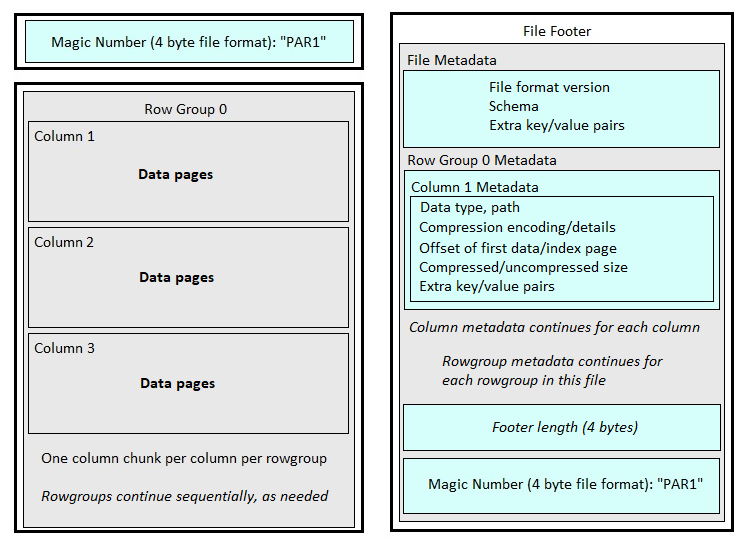 Magic Number (4 byte file format): "PAR1"
Row Group 0
Column 1
Data pages
Column 2
Data pages
Column 3
Data pages
One column chunk per column per rowgroup
Rowgroups continue sequentially, as needed
File Footer
File Metadata
File format version
Schema
Extra key/value pairs
Row Group 0 Metadata
Column 1 Metadata
Data type, path
Compression encoding/details
Offset of first data/index page
Compressed/uncompressed size
Extra key/value pairs
Column metadata continues for each column
Rowgroup metadata continues for
each rowgroup in this file
Footer length (4 bytes)
Magic Number (4 byte file format): "PAR1"